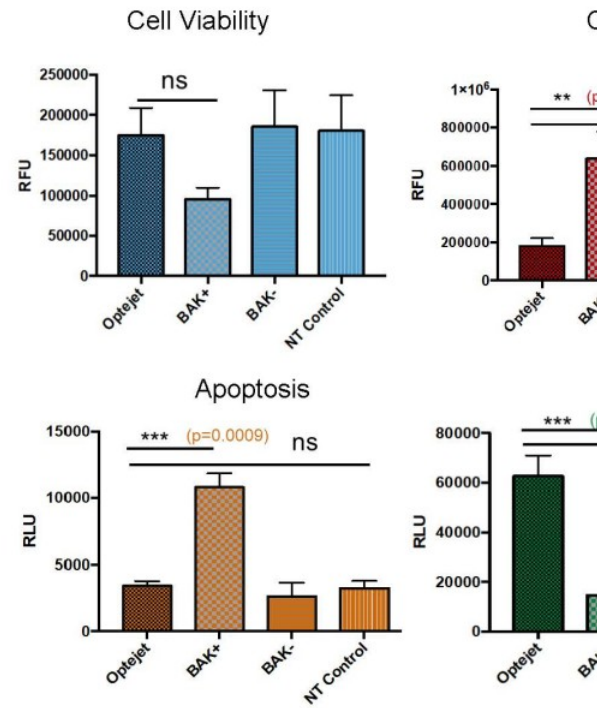 Cell Viability
C
250000
200000
150000
100000
50000
0
RFU
ns
Optejet
BAK+
BAK-
NT Control
1×10⁶
800000
600000
400000
200000
0
RFU
** (p
Optejet
BAK
Apoptosis
15000
10000
5000
0
RLU
*** (p=0.0009)
ns
Optejet
BAK+
BAK-
NT Control
80000
60000
40000
20000
0
RLU
*** (p
Optejet
BAK